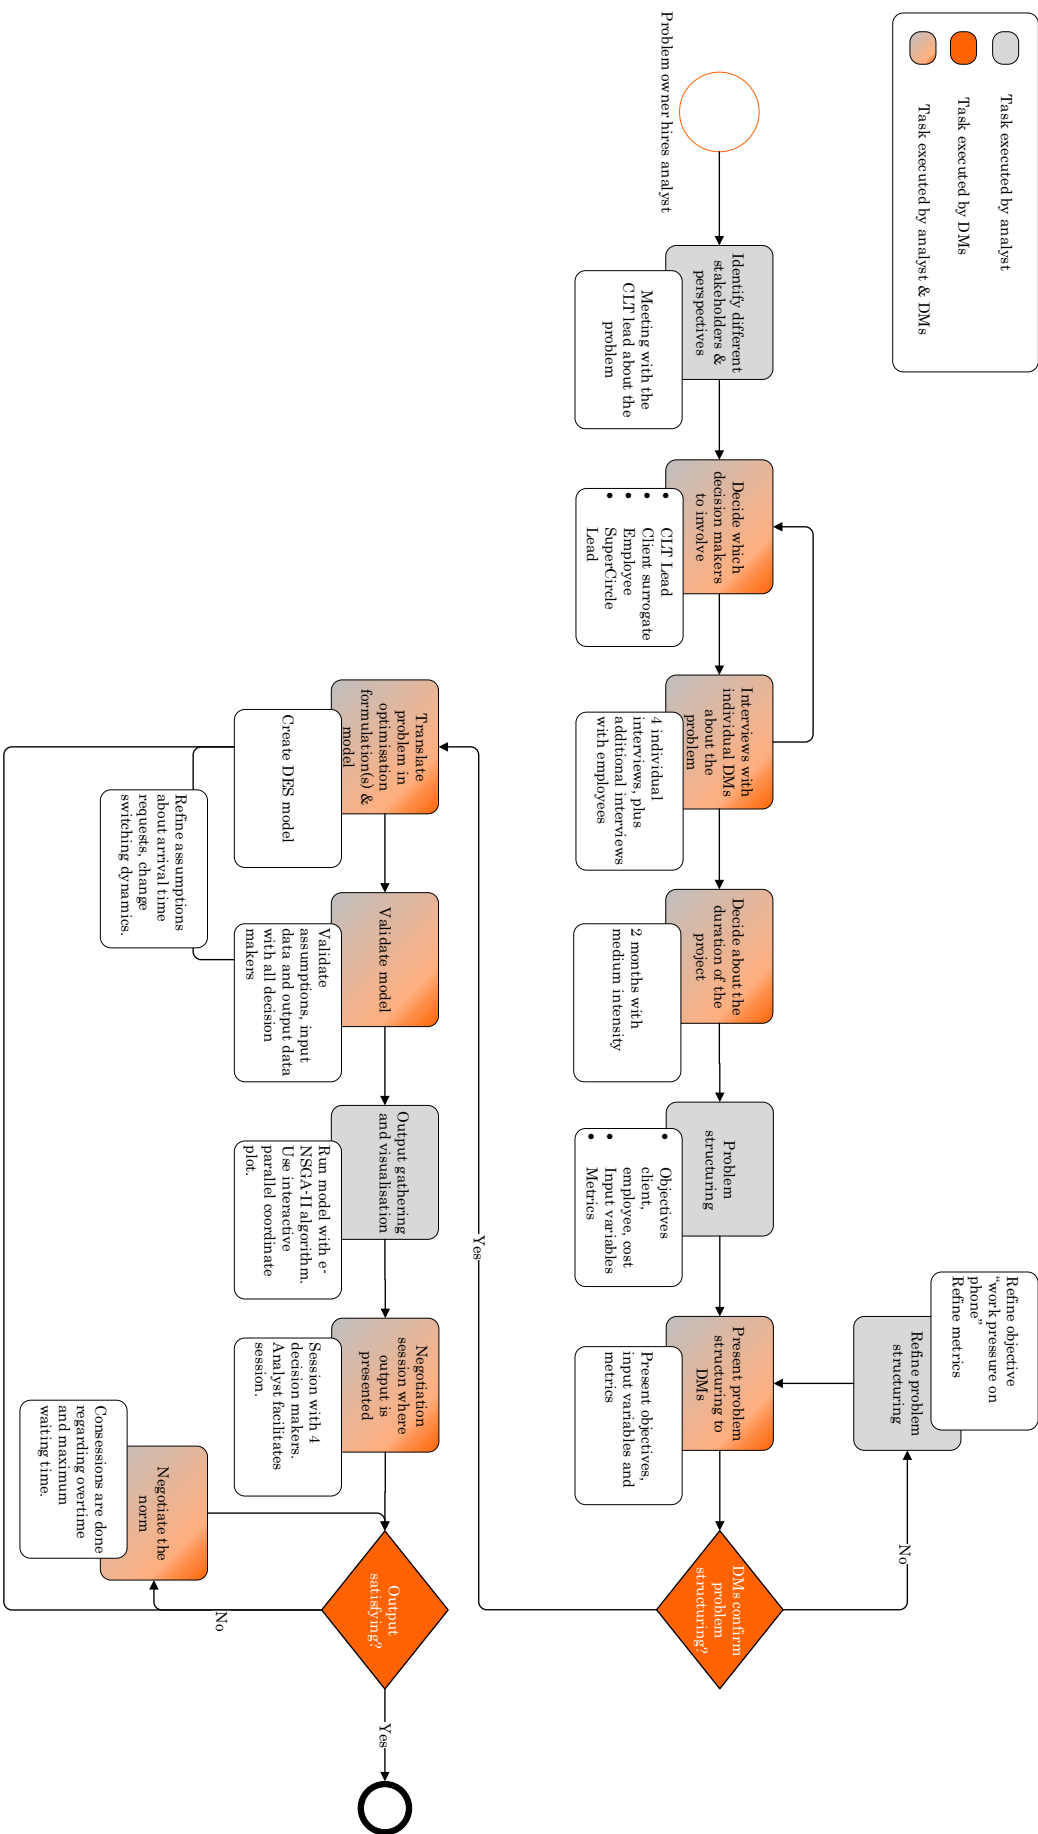 Task executed by analyst
Task executed by DMs
Task executed by analyst & DMs
Problem owner hires analyst
Identify different
stakeholders &
perspectives
Meeting with the
CLT lead about the
problem
Decide which
decision makers
to involve
• CLT Lead
• Client surrogate
• Employee
• SuperCircle
Lead
Interviews with
individual DMs
about the
problem
4 individual
interviews, plus
additional interviews
with employees
Decide about the
duration of the
project
2 months with
medium intensity
Problem
structuring
• Objectives
client,
employee, cost
• Input variables
• Metrics
Present problem
structuring to
DMs
Present objectives,
input variables and
metrics
Refine objective
“work pressure on
phone”
Refine metrics
Refine problem
structuring
No
DMs confirm
problem
structuring?
Yes
Translate
problem in
optimisation
formulation(s) &
model
Create DES model
Refine assumptions
about arrival time
requests, change
switching dynamics.
Validate model
Validate
assumptions, input
data and output data
with all decision
makers
Output gathering
and visualisation
Run model with e-
NSGA-II algorithm.
Use interactive
parallel coordinate
plot.
Negotiation
session where
output is
presented
Session with 4
decision makers.
Analyst facilitates
session.
Negotiate the
norm
Consessions are done
regarding overtime
and maximum
waiting time.
Output
satisfying?
No
Yes